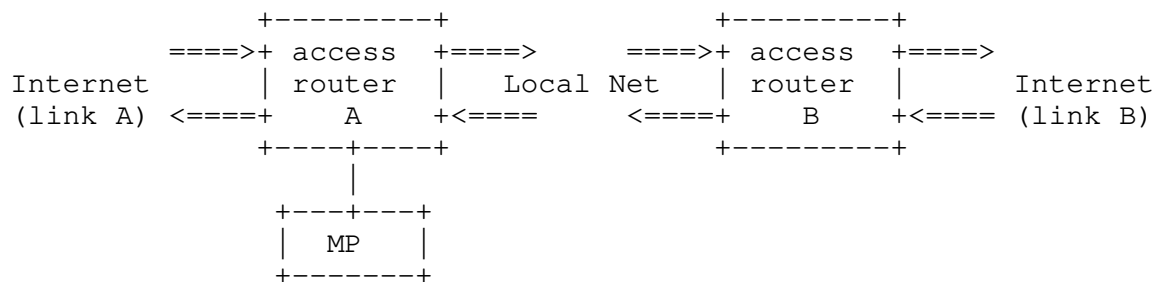 +---------+                       +---------+
          ====>+  access   +====>      ====>+  access   +====>
Internet        |  router  |    Local Net    |  router  |       Internet
(link A)  <====+     A     +<====      <====+     B     +<====  (link B)
                +----+----+                       +---------+
                     |
                 +---+---+
                 |  MP   |
                 +-------+